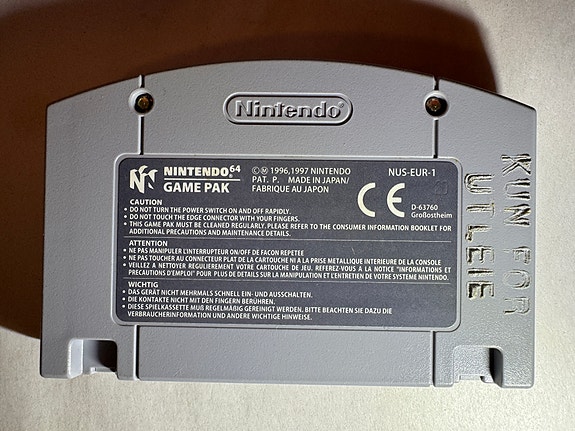 Nintendo
NINTENDO 64
GAME PAK
©Ⓜ 1996,1997 NINTENDO
PAT. P. MADE IN JAPAN/
FABRIQUE AU JAPON
NUS-EUR-1
CE
D-63760
Großostheim
CAUTION
• DO NOT TURN THE POWER SWITCH ON AND OFF RAPIDLY.
• DO NOT TOUCH THE EDGE CONNECTOR WITH YOUR FINGERS.
• THIS GAME PAK MUST BE CLEANED REGULARLY. PLEASE REFER TO THE CONSUMER INFORMATION BOOKLET FOR
ADDITIONAL PRECAUTIONS AND MAINTENANCE DETAILS.
ATTENTION
• NE PAS MANIPULER L'INTERRUPTEUR ON/OFF DE FACON REPETEE
• NE PAS TOUCHER AU CONNECTEUR PLAT DE LA CARTOUCHE NI A LA PRISE METALLIQUE INTERIEURE DE LA CONSOLE
• VEILLEZ A NETTOYER REGULIEREMENT VOTRE CARTOUCHE DE JEU. REFEREZ-VOUS A LA NOTICE "INFORMATIONS ET
PRECAUTIONS D'EMPLOI" POUR PLUS DE DETAILS SUR LA MANIPULATION ET L'ENTRETIEN DE VOTRE SYSTEME NINTENDO.
WICHTIG
• DAS GERÄT NICHT MEHRMALS SCHNELL EIN- UND AUSSCHALTEN.
• DIE KONTAKTE NICHT MIT DEN FINGERN BERÜHREN.
• DIESE SPIELKASSETTE MUß REGELMÄßIG GEREINIGT WERDEN. BITTE BEACHTEN SIE DAZU DIE
VERBRAUCHERINFORMATION UND ANDERE WICHTIGE HINWEISE.
KUN FOR
UTLEIE